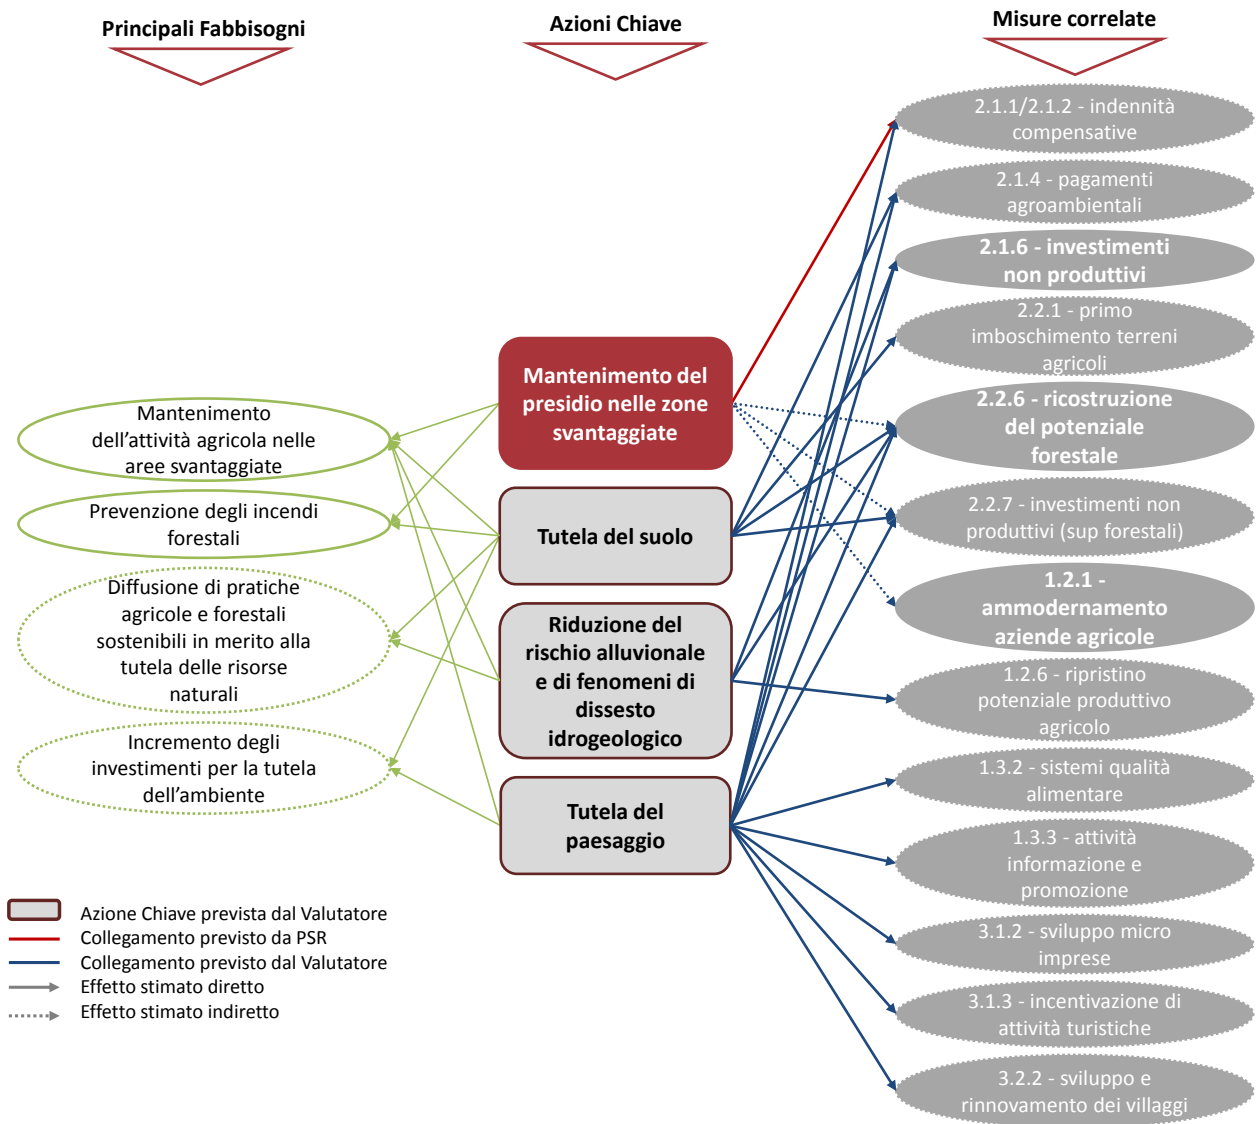 Principali Fabbisogni
Azioni Chiave
Misure correlate
Mantenimento
dell'attività agricola nelle
aree svantaggiate
Prevenzione degli incendi
forestali
Diffusione di pratiche
agricole e forestali
sostenibili in merito alla
tutela delle risorse
naturali
Incremento degli
investimenti per la tutela
dell'ambiente
Mantenimento del
presidio nelle zone
svantaggiate
Tutela del suolo
Riduzione del
rischio alluvionale
e di fenomeni di
dissesto
idrogeologico
Tutela del
paesaggio
2.1.1/2.1.2 - indennità
compensative
2.1.4 - pagamenti
agroambientali
2.1.6 - investimenti
non produttivi
2.2.1 - primo
imboschimento terreni
agricoli
2.2.6 - ricostruzione
del potenziale
forestale
2.2.7 - investimenti non
produttivi (sup forestali)
1.2.1 -
ammodernamento
aziende agricole
1.2.6 - ripristino
potenziale produttivo
agricolo
1.3.2 - sistemi qualità
alimentare
1.3.3 - attività
informazione e
promozione
3.1.2 - sviluppo micro
imprese
3.1.3 - incentivazione di
attività turistiche
3.2.2 - sviluppo e
rinnovamento dei villaggi
Azione Chiave prevista dal Valutatore
Collegamento previsto da PSR
Collegamento previsto dal Valutatore
Effetto stimato diretto
Effetto stimato indiretto